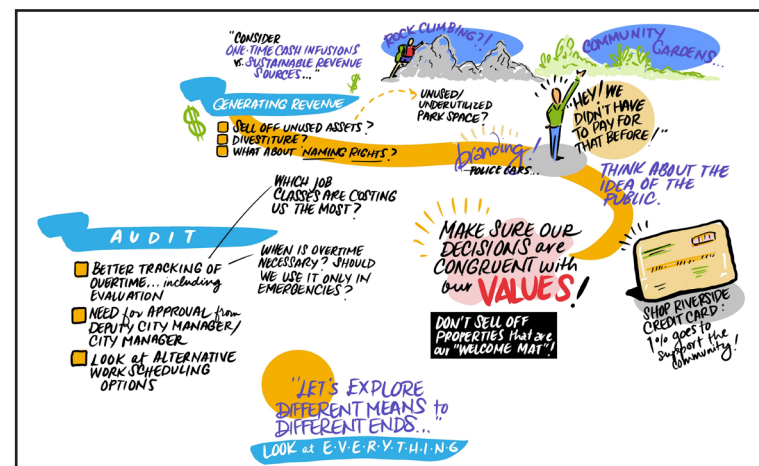 "CONSIDER
ONE-TIME CASH INFUSIONS
vs. SUSTAINABLE REVENUE
SOURCES..."
ROCK CLIMBING?!
COMMUNITY
GARDENS...
GENERATING REVENUE
SELL OFF UNUSED ASSETS?
DIVESTITURE?
WHAT ABOUT NAMING RIGHTS?
UNUSED/
UNDERUTILIZED
PARK SPACE?
"HEY! WE
DIDN'T HAVE
TO PAY FOR
THAT BEFORE!"
branding!
POLICE CARS...
THINK ABOUT THE
IDEA OF THE
PUBLIC.
WHICH JOB
CLASSES ARE COSTING
US THE MOST?
AUDIT
BETTER TRACKING OF
OVERTIME... including
EVALUATION
NEED for APPROVAL from
DEPUTY CITY MANAGER/
CITY MANAGER
LOOK at ALTERNATIVE
WORK SCHEDULING
OPTIONS
WHEN IS OVERTIME
NECESSARY? SHOULD
WE USE IT ONLY IN
EMERGENCIES?
MAKE SURE OUR
DECISIONS are
CONGRUENT with
our VALUES!
DON'T SELL OFF
PROPERTIES that are
our "WELCOME MAT"!
SHOP RIVERSIDE
CREDIT CARD:
1% goes to
support the
community!
"LET'S EXPLORE
DIFFERENT MEANS to
DIFFERENT ENDS..."
LOOK at E·V·E·R·Y·T·H·I·N·G